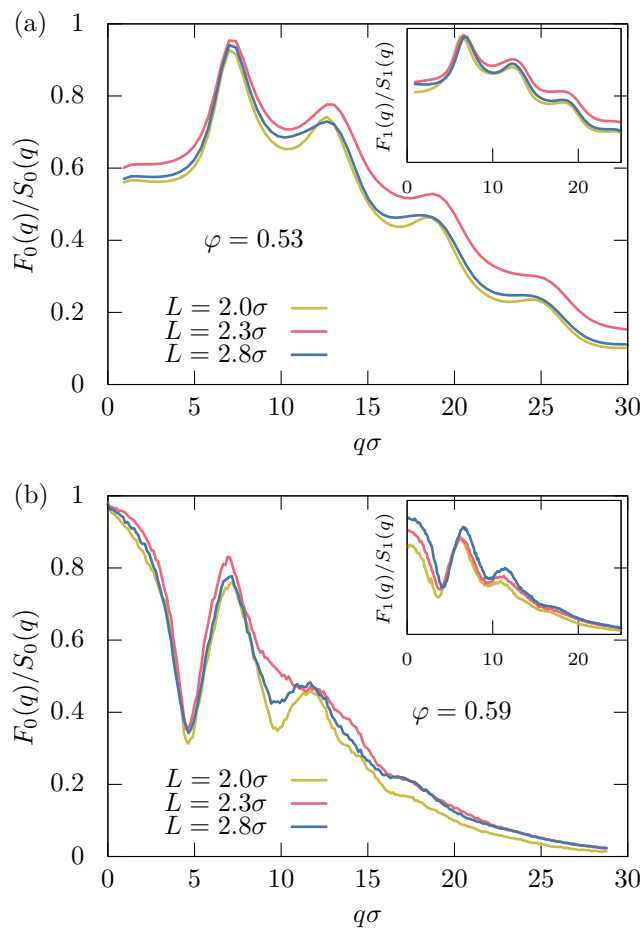 (a)
F₀(q)/S₀(q)
1
0.8
0.6
0.4
0.2
0
0 5 10 15 20 25 30
qσ
φ = 0.53
L = 2.0σ
L = 2.3σ
L = 2.8σ
F₁(q)/S₁(q)
0 10 20
(b)
F₀(q)/S₀(q)
1
0.8
0.6
0.4
0.2
0
0 5 10 15 20 25 30
qσ
φ = 0.59
L = 2.0σ
L = 2.3σ
L = 2.8σ
F₁(q)/S₁(q)
0 10 20